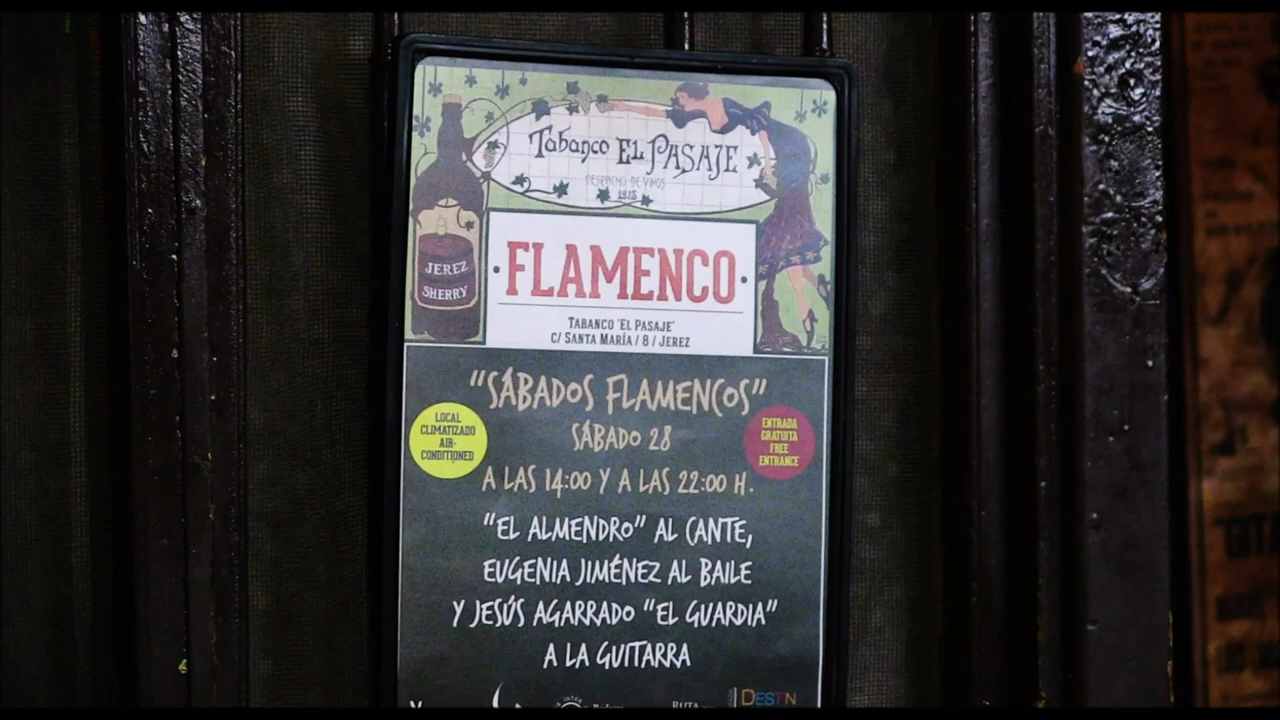 Tabanco EL PASAJE
DESPACHO DE VINOS
1925
JEREZ
SHERRY
FLAMENCO
TABANCO 'EL PASAJE'
C/ SANTA MARÍA / 8 / JEREZ
"SÁBADOS FLAMENCOS"
LOCAL
CLIMATIZADO
AIR-
CONDITIONED
SÁBADO 28
ENTRADA
GRATUITA
FREE
ENTRANCE
A LAS 14:00 Y A LAS 22:00 H.
"EL ALMENDRO" AL CANTE,
EUGENIA JIMÉNEZ AL BAILE
Y JESÚS AGARRADO "EL GUARDIA"
A LA GUITARRA
RUTA
DESTN